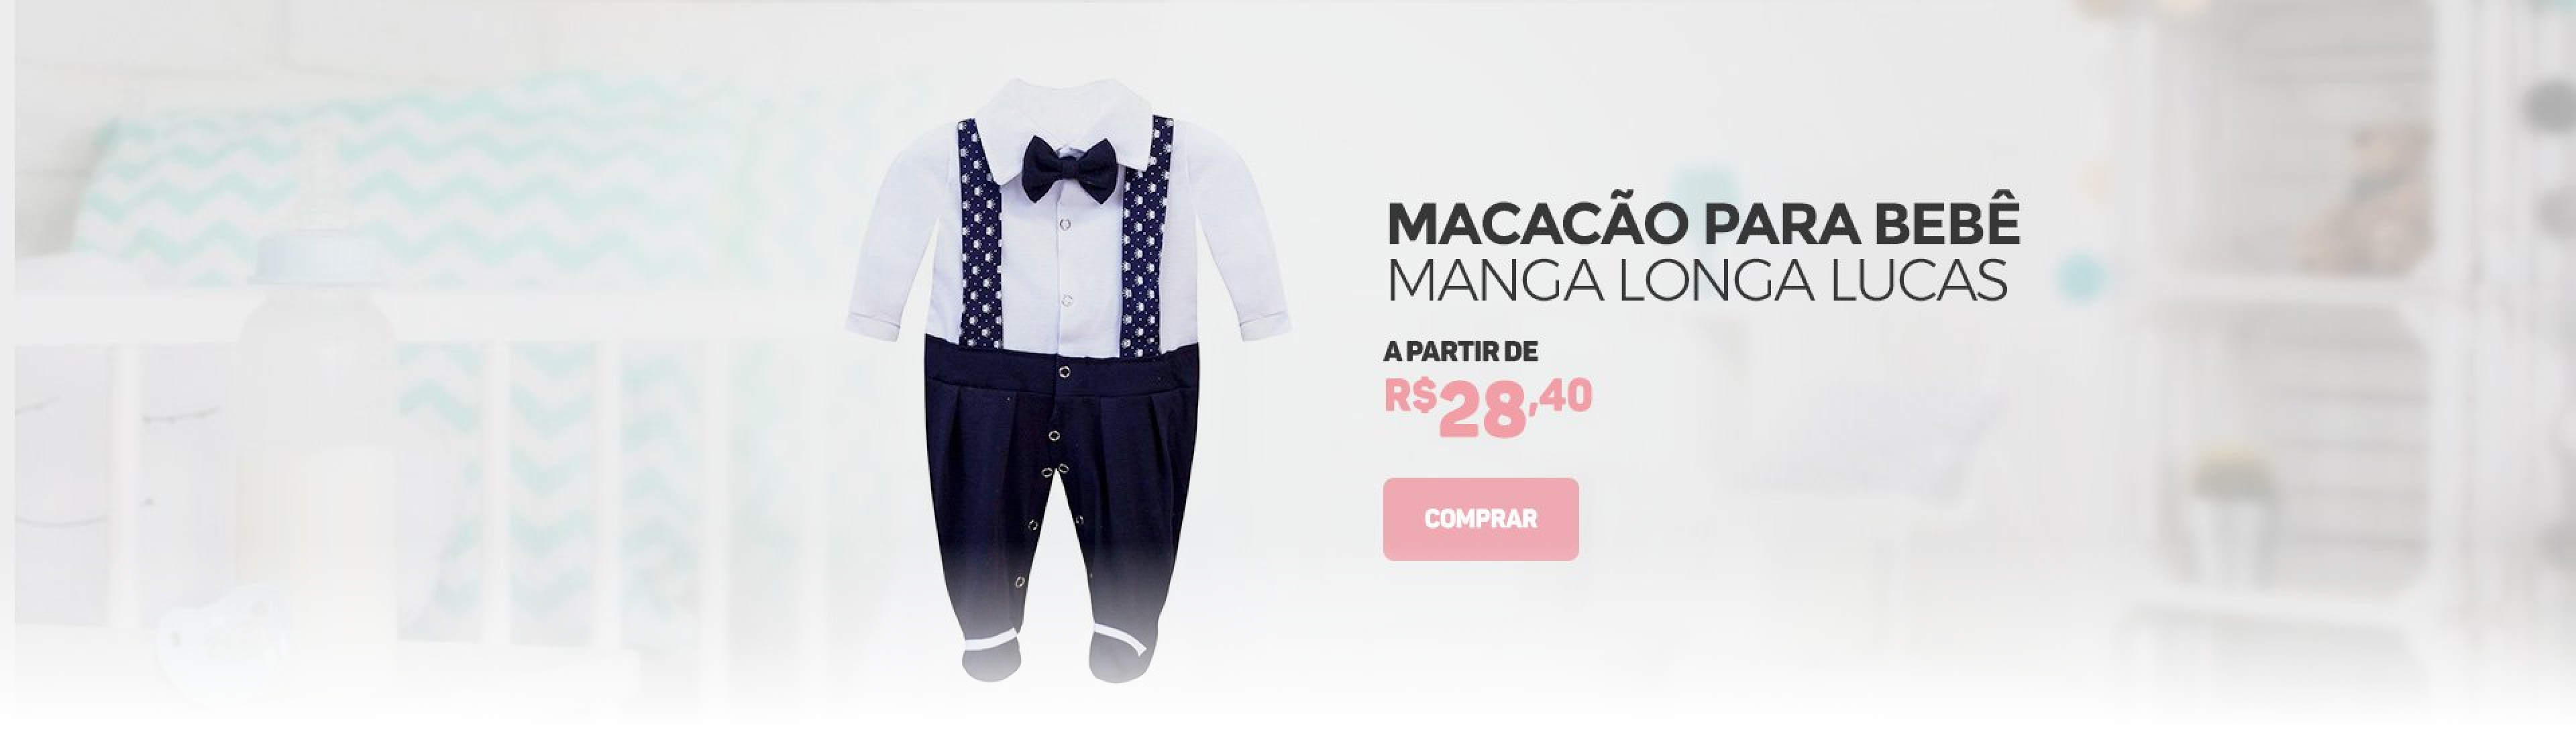 MACACÃO PARA BEBÊ
MANGA LONGA LUCAS
A PARTIR DE
R$28,40
COMPRAR